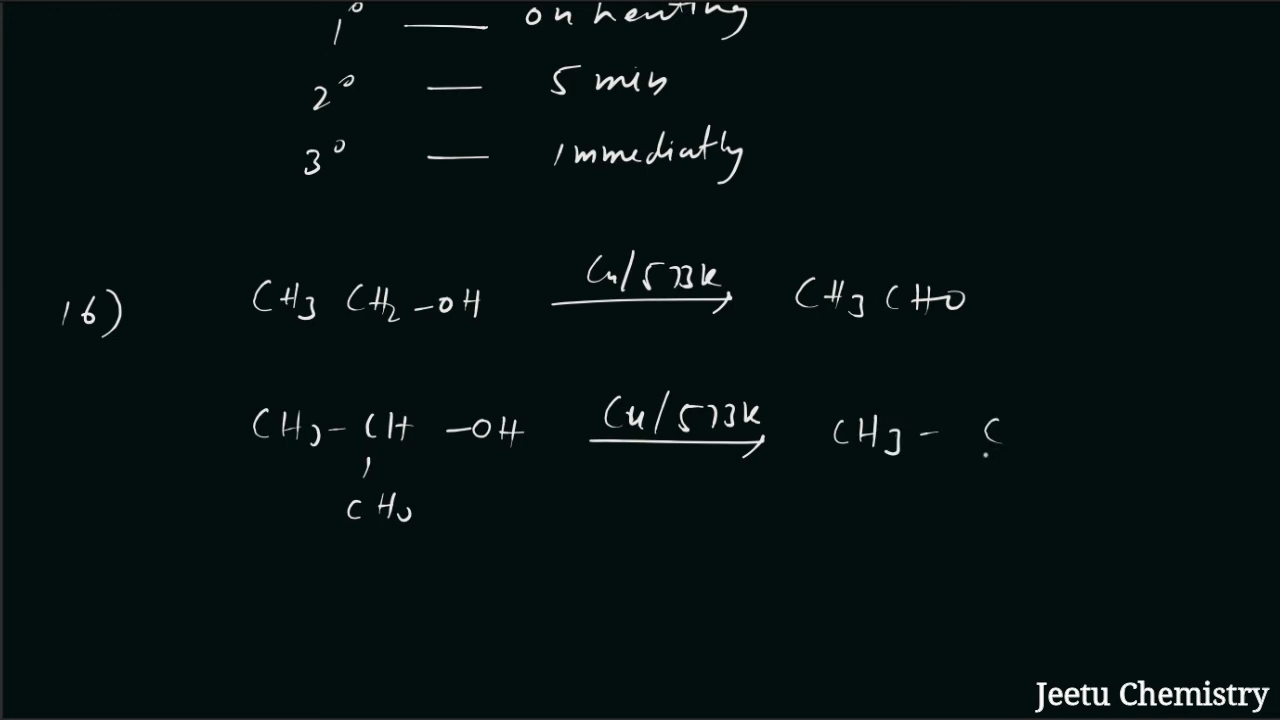 1° — on heating
2° — 5 min
3° — immediatly
16) CH3 CH2 -OH Cu/573K → CH3 CHO
CH3 - CH -OH Cu/573K → CH3 - C
CH3
Jeetu Chemistry